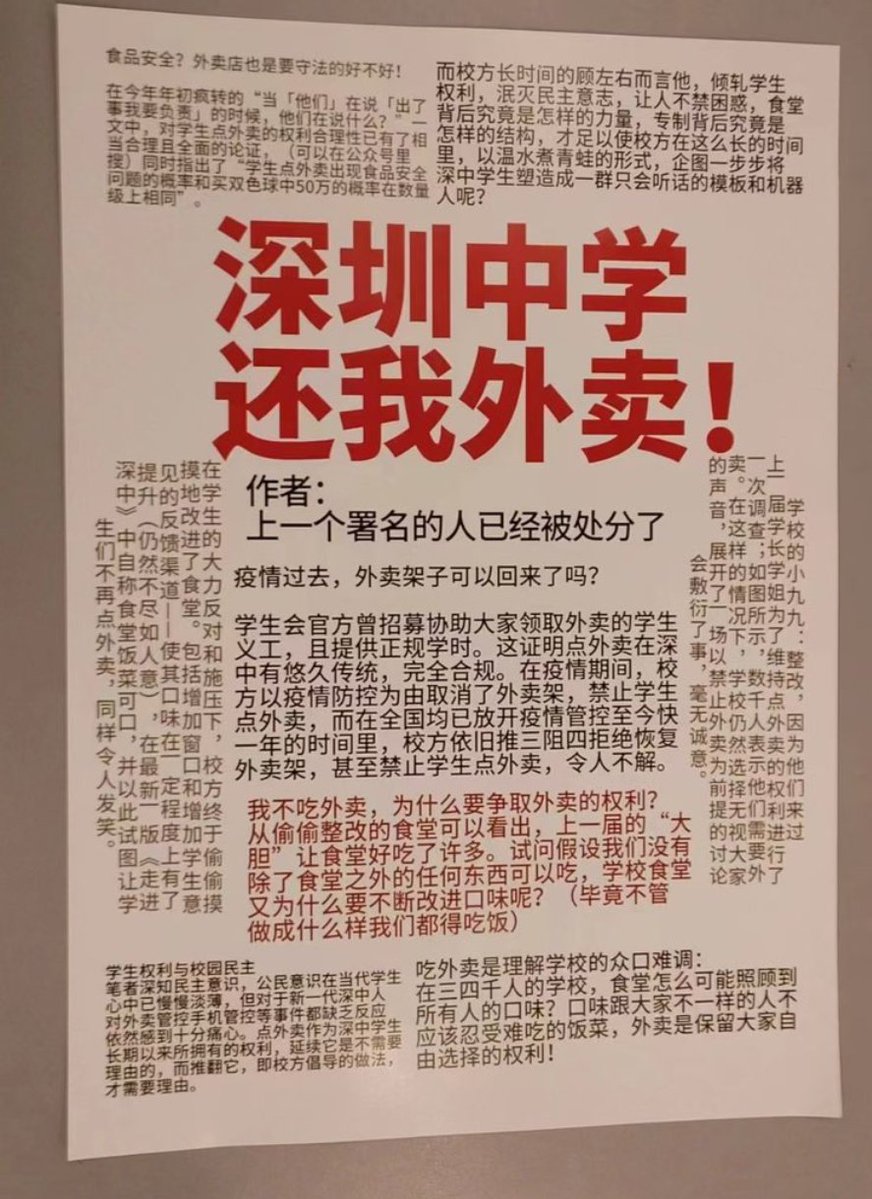 食品安全？外卖店也是要守法的好不好！
在今年年初疯转的“当「他们」在说「出了
事我要负责」的时候，他们在说什么？”一
文中，对学生点外卖的权利合理性已有了相
当合理且全面的论证，（可以在公众号里
搜）同时指出了“学生点外卖出现食品安全
问题的概率和买双色球中50万的概率在数量
级上相同”。
而校方长时间的顾左右而言他，倾轧学生
权利，泯灭民主意志，让人不禁困惑，食堂
背后究竟是怎样的力量，专制背后究竟是
怎样的结构，才足以使校方在这么长的时间
里，以温水煮青蛙的形式，企图一步步将
深中学生塑造成一群只会听话的模板和机器
人呢？
深圳中学
还我外卖！
作者：
上一个署名的人已经被处分了
学校的小九九：整改，因为他们来过
上一届学长学姐为了维持点外卖的权利进行了
一次调查；如图所示，数千人表示他们需要外
卖。在这样的情况下，学校仍然选择无视大家
的声音，展开了一场以禁止外卖为前提的讨论
会敷衍了事，毫无诚意。
疫情过去，外卖架子可以回来了吗？
学生会官方曾招募协助大家领取外卖的学生
义工，且提供正规学时。这证明点外卖在深
中有悠久传统，完全合规。在疫情期间，校
方以疫情防控为由取消了外卖架，禁止学生
点外卖，而在全国均已放开疫情管控至今快
一年的时间里，校方依旧推三阻四拒绝恢复
外卖架，甚至禁止学生点外卖，令人不解。
在学生的大力反对和施压下，校方终于偷偷摸
摸地改进了食堂。包括增加窗口和增加学生意
见的反馈渠道——使其口味在一定程度上有了
提升（仍然不尽如人意），在最新一版《走进
深中》中自称食堂饭菜可口，并以此试图让学
生们不再点外卖，同样令人发笑。
我不吃外卖，为什么要争取外卖的权利？
从偷偷整改的食堂可以看出，上一届的“大
胆”让食堂好吃了许多。试问假设我们没有
除了食堂之外的任何东西可以吃，学校食堂
又为什么要不断改进口味呢？（毕竟不管
做成什么样我们都得吃饭）
学生权利与校园民主
笔者深知民主意识，公民意识在当代学生
心中已慢慢淡薄，但对于新一代深中人
对外卖管控手机管控等事件都缺乏反应
依然感到十分痛心。点外卖作为深中学生
长期以来所拥有的权利，延续它是不需要
理由的，而推翻它，即校方倡导的做法，
才需要理由。
吃外卖是理解学校的众口难调：
在三四千人的学校，食堂怎么可能照顾到
所有人的口味？口味跟大家不一样的人不
应该忍受难吃的饭菜，外卖是保留大家自
由选择的权利！